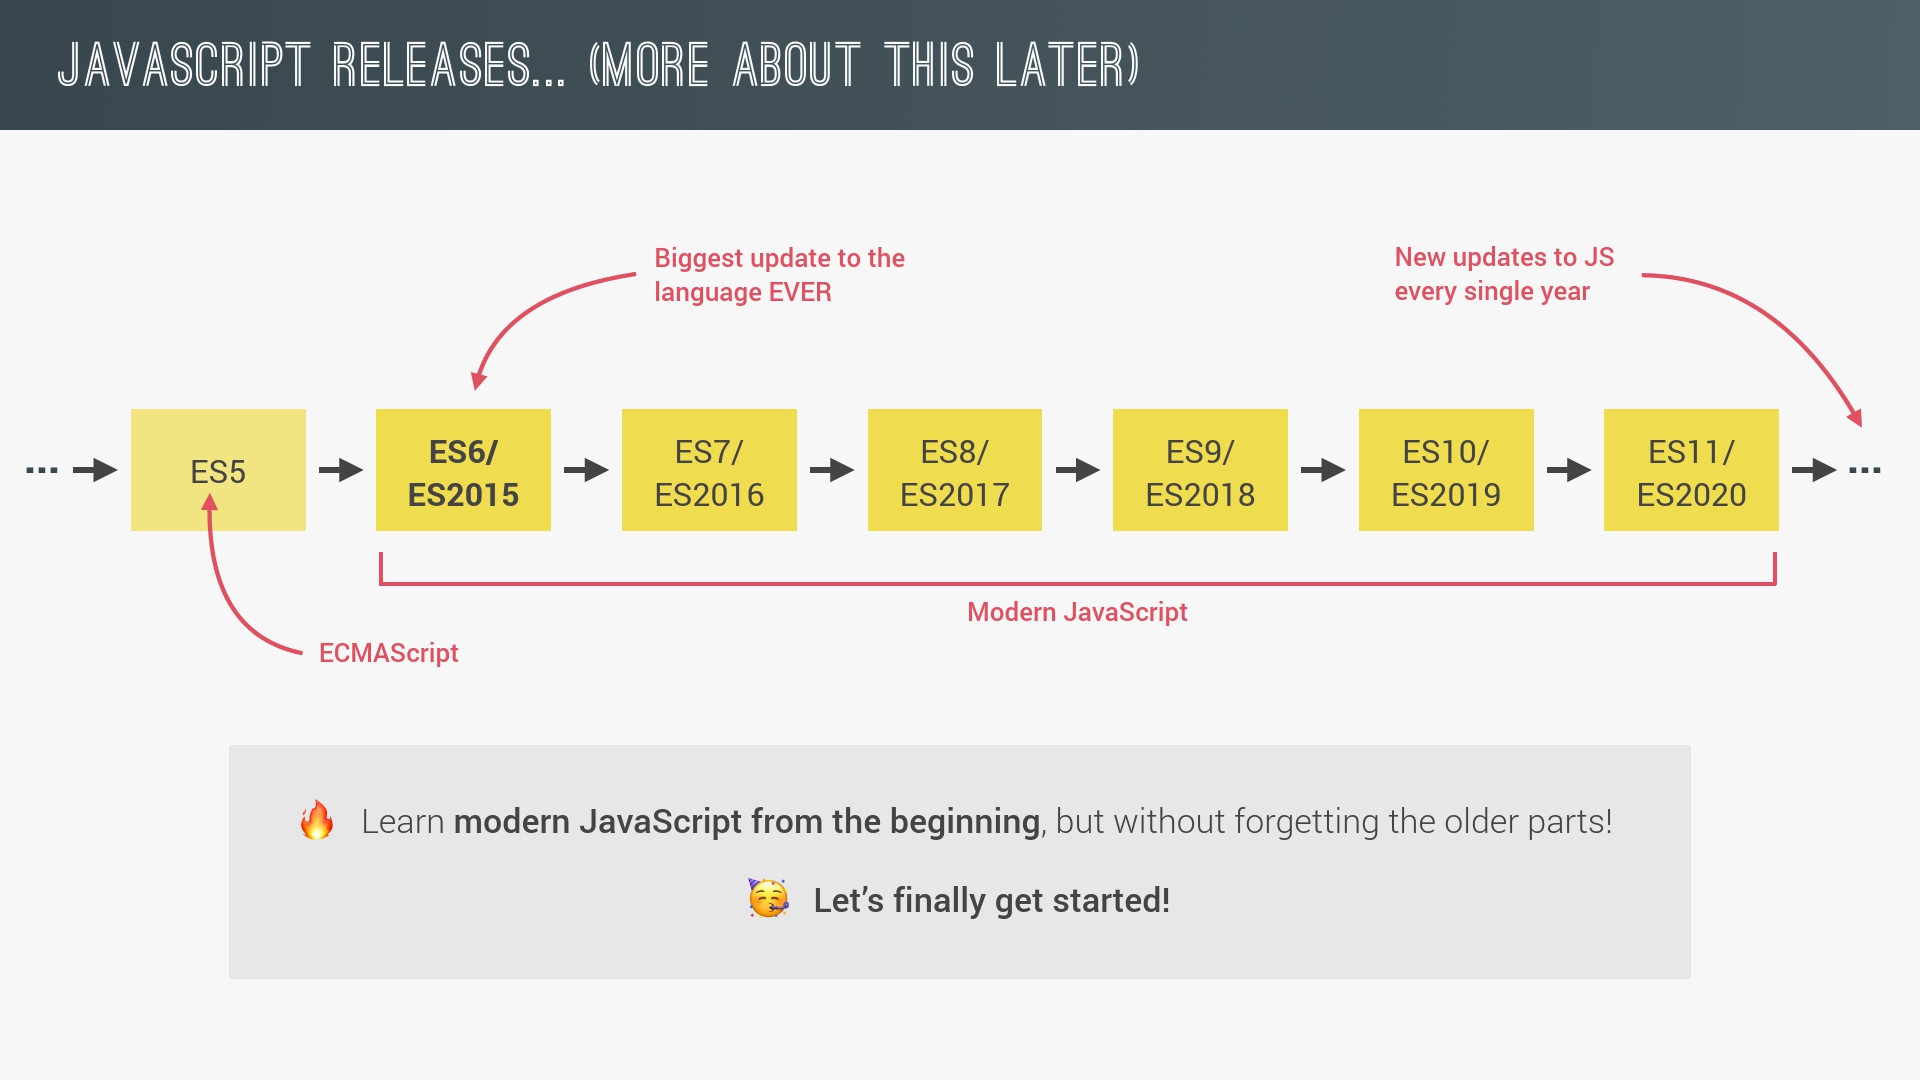 JAVASCRIPT RELEASES... (MORE ABOUT THIS LATER)
Biggest update to the
language EVER
New updates to JS
every single year
... ES5
ES6/
ES2015
ES7/
ES2016
ES8/
ES2017
ES9/
ES2018
ES10/
ES2019
ES11/
ES2020
...
Modern JavaScript
ECMAScript
🔥 Learn modern JavaScript from the beginning, but without forgetting the older parts!
🥳 Let’s finally get started!